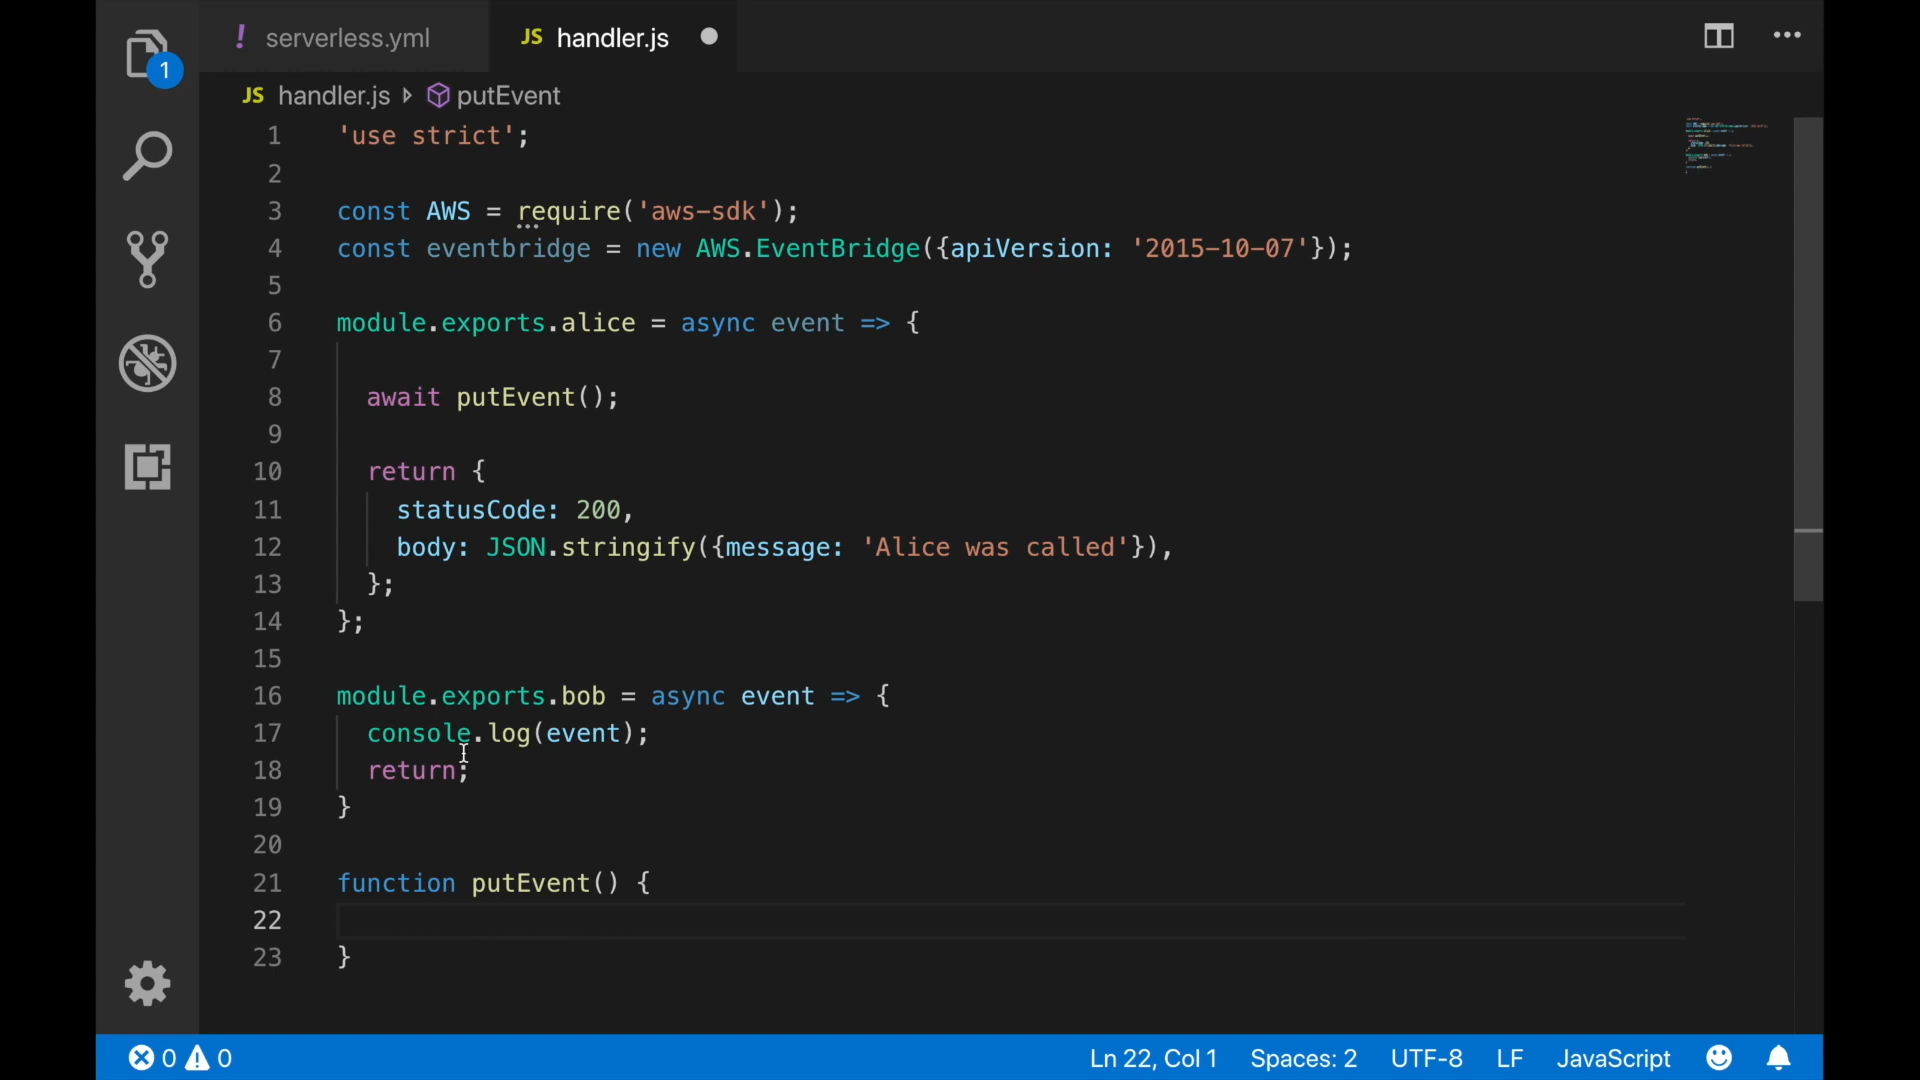 1
! serverless.yml
JS handler.js
JS handler.js putEvent
1 'use strict';
2
3 const AWS = require('aws-sdk');
4 const eventbridge = new AWS.EventBridge({apiVersion: '2015-10-07'});
5
6 module.exports.alice = async event => {
7
8   await putEvent();
9
10   return {
11     statusCode: 200,
12     body: JSON.stringify({message: 'Alice was called'}),
13   };
14 };
15
16 module.exports.bob = async event => {
17   console.log(event);
18   return;
19 }
20
21 function putEvent() {
22
23 }
0 0 Ln 22, Col 1 Spaces: 2 UTF-8 LF JavaScript